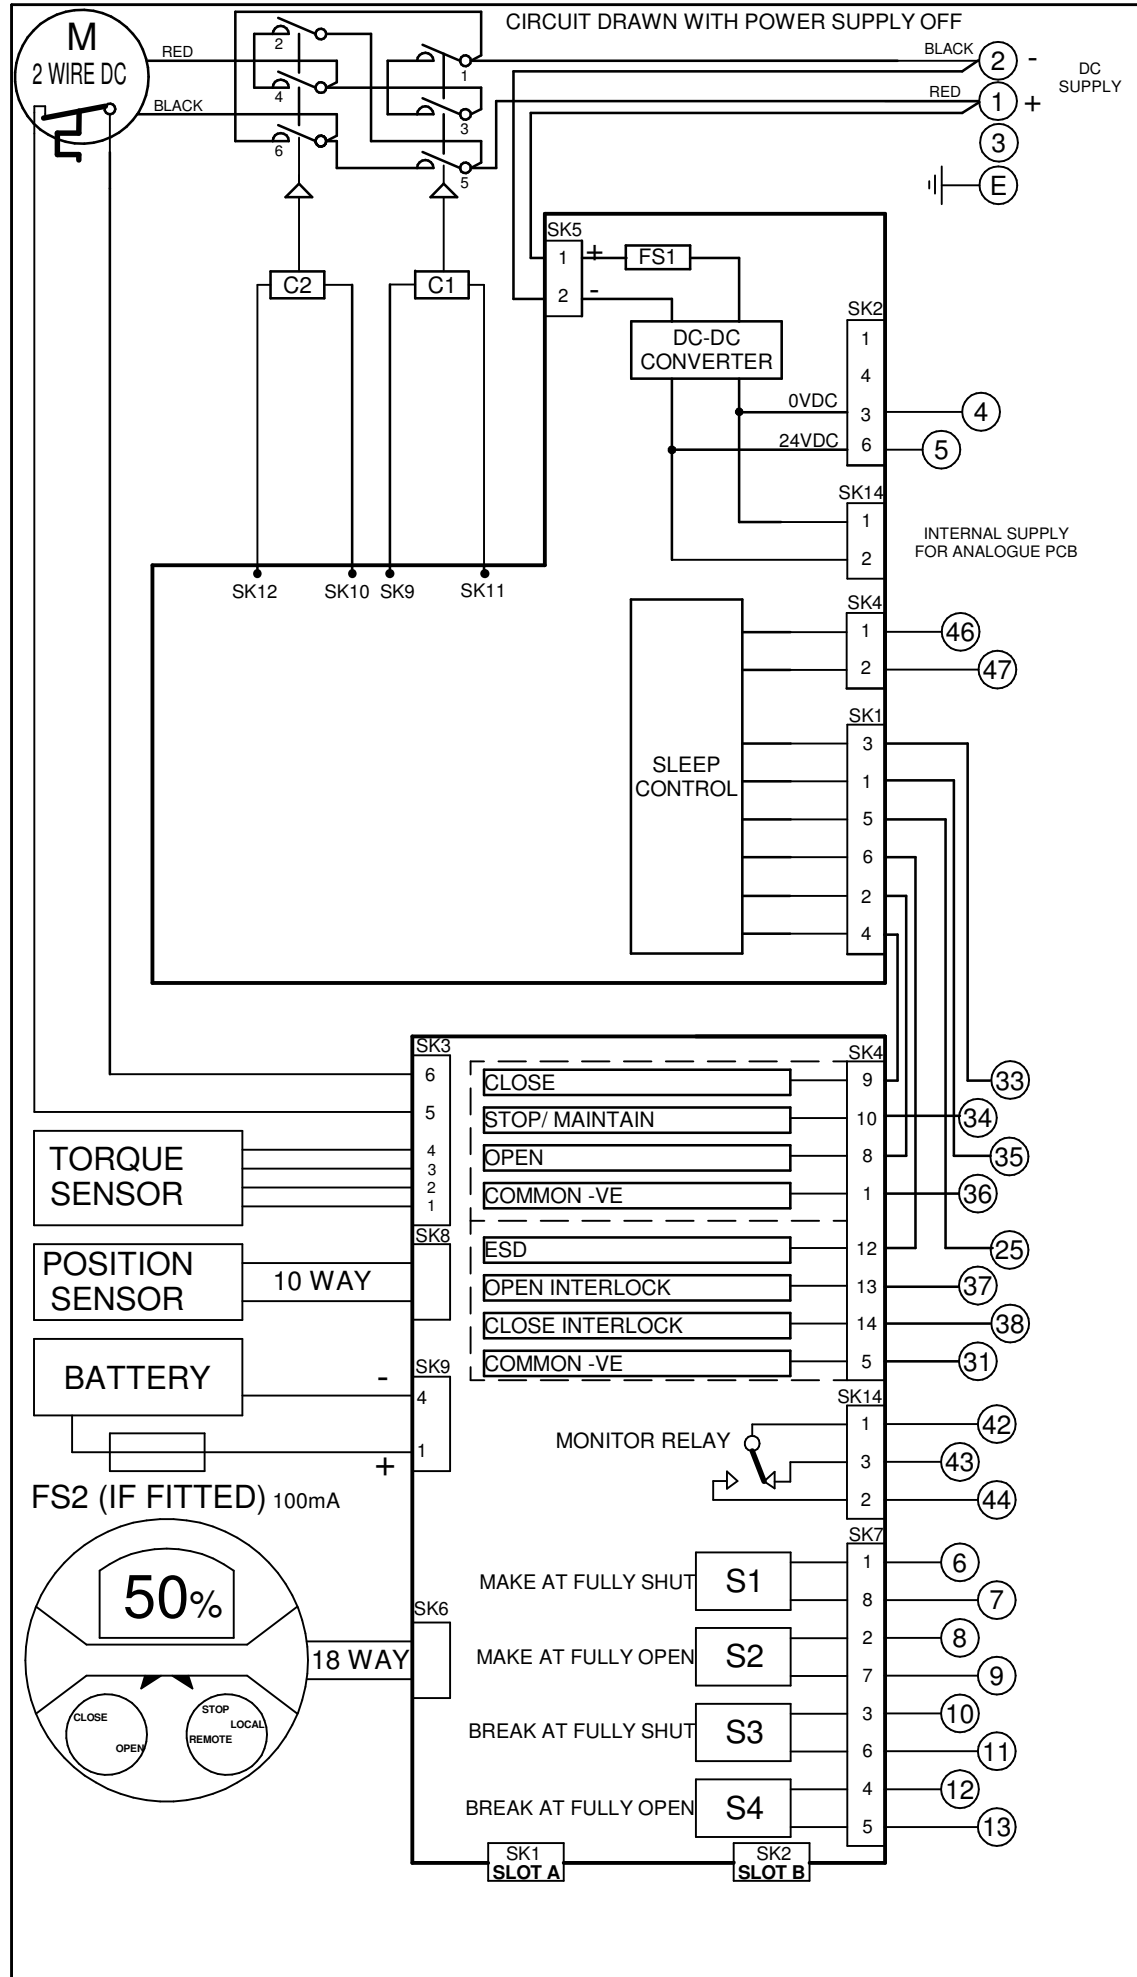 CIRCUIT DRAWN WITH POWER SUPPLY OFF
M
2 WIRE DC
RED
BLACK
2
4
6
1
3
5
BLACK
2 -
RED
1 +
DC
SUPPLY
3
E
C2
C1
SK12
SK10
SK9
SK11
SK5
1
+
FS1
2
-
DC-DC
CONVERTER
0VDC
24VDC
SK2
1
4
3
6
4
5
SK14
1
2
INTERNAL SUPPLY
FOR ANALOGUE PCB
SLEEP
CONTROL
SK4
1
46
2
47
SK1
3
1
5
6
2
4
SK3
6
5
4
3
2
1
TORQUE
SENSOR
SK8
POSITION
SENSOR
10 WAY
BATTERY
-
+
SK9
4
1
FS2 (IF FITTED) 100mA
50%
CLOSE
OPEN
STOP
LOCAL
REMOTE
18 WAY
SK6
SK4
CLOSE
9
33
STOP/ MAINTAIN
10
34
OPEN
8
35
COMMON -VE
1
36
ESD
12
25
OPEN INTERLOCK
13
37
CLOSE INTERLOCK
14
38
COMMON -VE
5
31
SK14
MONITOR RELAY
1
42
3
43
2
44
SK7
MAKE AT FULLY SHUT
S1
1
6
8
7
MAKE AT FULLY OPEN
S2
2
8
7
9
BREAK AT FULLY SHUT
S3
3
10
6
11
BREAK AT FULLY OPEN
S4
4
12
5
13
SK1
SLOT A
SK2
SLOT B